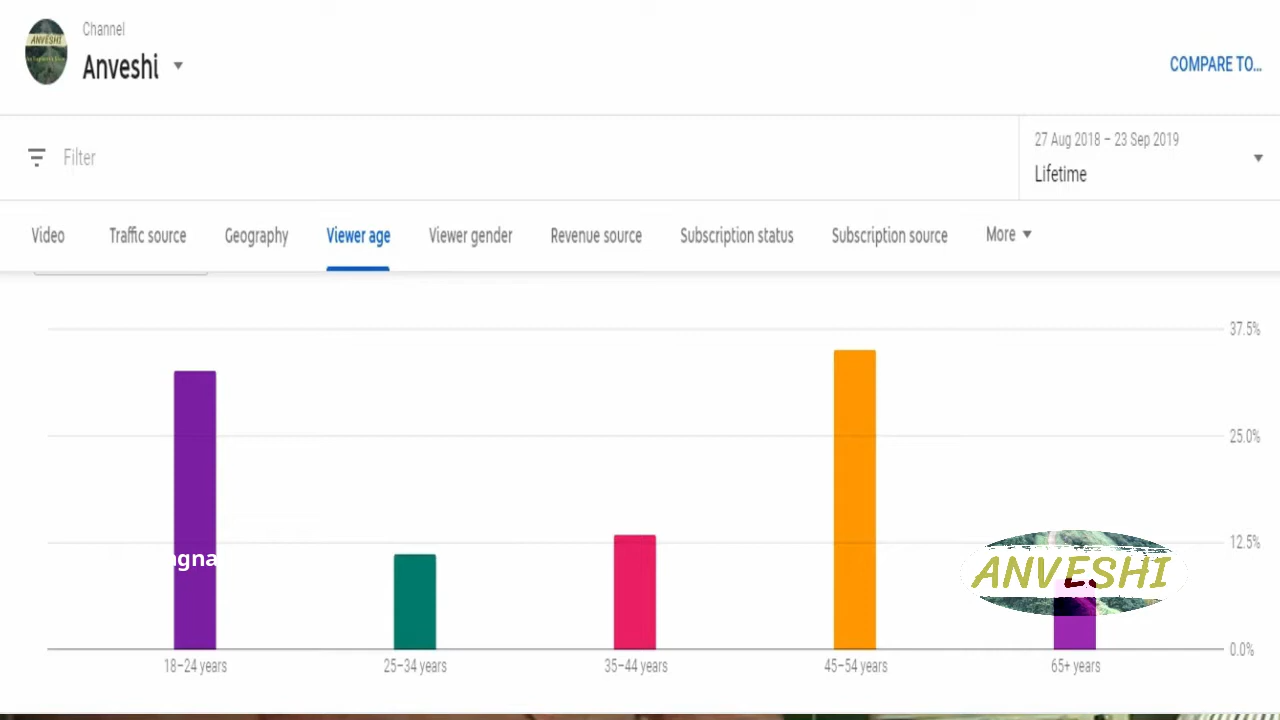 Channel
ANVESHI
Anveshi
COMPARE TO...
Filter
27 Aug 2018 – 23 Sep 2019
Lifetime
Video Traffic source Geography Viewer age Viewer gender Revenue source Subscription status Subscription source More
37.5%
25.0%
12.5%
ANVESHI
0.0%
18–24 years 25–34 years 35–44 years 45–54 years 65+ years